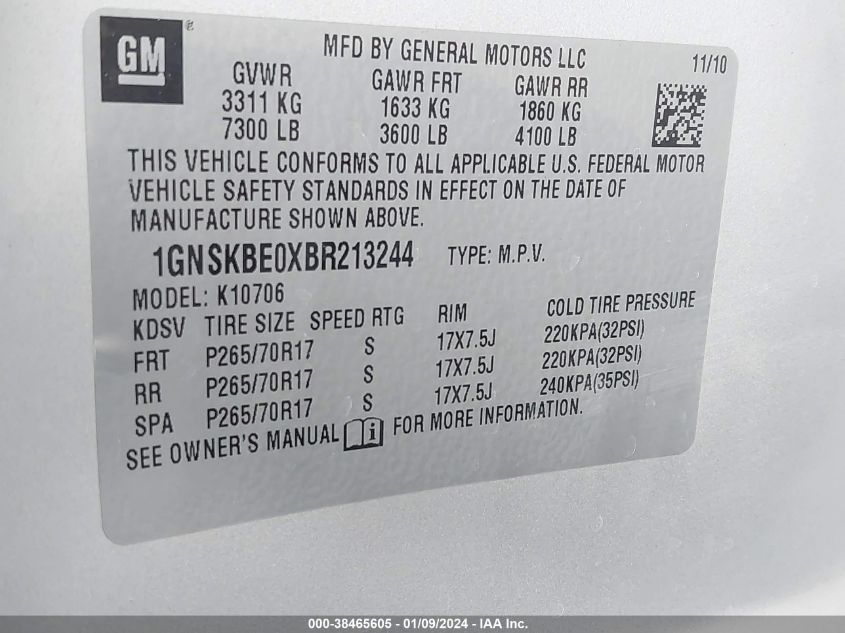 GM ®
MFD BY GENERAL MOTORS LLC 11/10
GVWR GAWR FRT GAWR RR
3311 KG 1633 KG 1860 KG
7300 LB 3600 LB 4100 LB
THIS VEHICLE CONFORMS TO ALL APPLICABLE U.S. FEDERAL MOTOR
VEHICLE SAFETY STANDARDS IN EFFECT ON THE DATE OF
MANUFACTURE SHOWN ABOVE.
1GNSKBE0XBR213244 TYPE: M.P.V.
MODEL: K10706
KDSV TIRE SIZE SPEED RTG RIM COLD TIRE PRESSURE
FRT P265/70R17 S 17X7.5J 220KPA(32PSI)
RR P265/70R17 S 17X7.5J 220KPA(32PSI)
SPA P265/70R17 S 17X7.5J 240KPA(35PSI)
SEE OWNER'S MANUAL i FOR MORE INFORMATION.
000-38465605 - 01/09/2024 - IAA Inc.